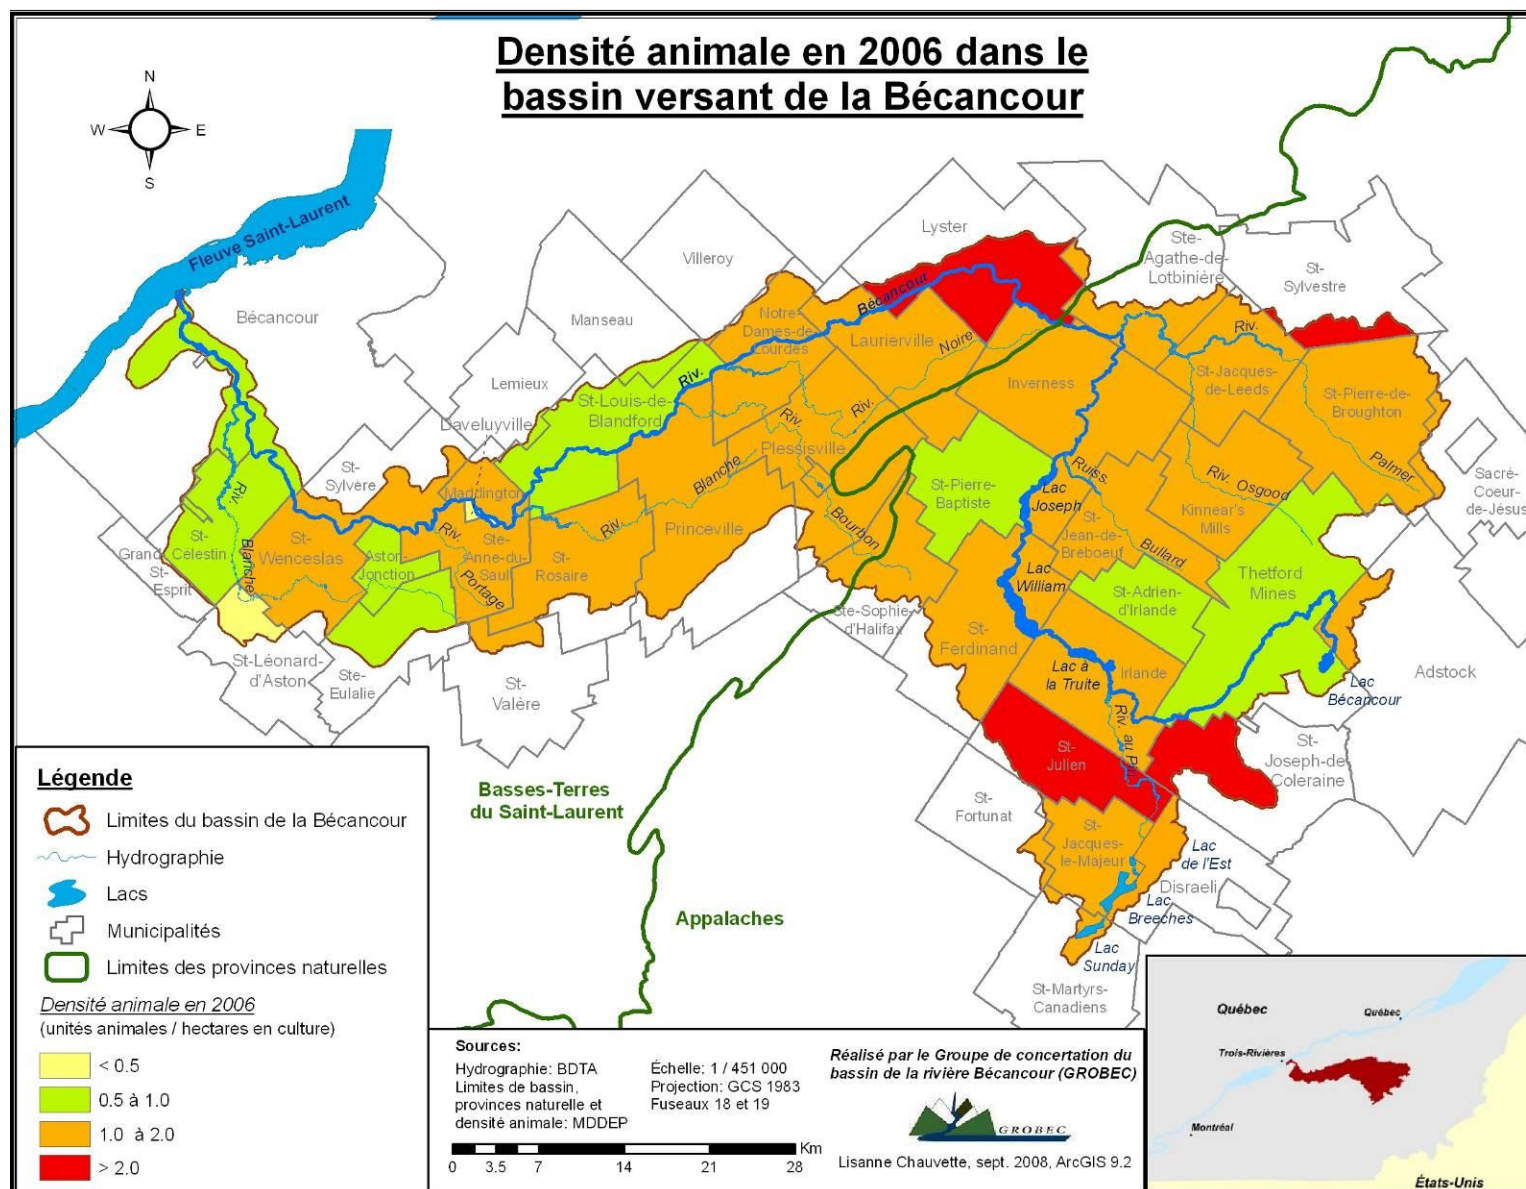 Densité animale en 2006 dans le
bassin versant de la Bécancour
N
W
E
S
Fleuve Saint-Laurent
Bécancour
Lyster
Villeroy
Manseau
Lemieux
Daveluyville
Ste-
Agathe-de-
Lotbinière
St-
Sylvestre
Bécancour
Notre-
Dames-de-
Lourdes
Laurierville
Noire
Riv.
Riv.
St-Jacques-
de-Leeds
Inverness
St-Pierre-de-
Broughton
Palmer
Sacré-
Coeur-
de-Jésus
St-Louis-de-
Blandford
Riv.
Riv.
Plessisville
Blanche
Riv.
Princeville
Bourbon
St-Pierre-
Baptiste
Lac
Joseph
Ruiss.
Bullard
St-
Jean-de-
Bréboeuf
Riv. Osgood
Kinnear's
Mills
Thetford
Mines
St-Adrien-
d'Irlande
Lac
William
St-
Sylvère
Maddington
Riv.
Blanche
St-
Célestin
Grand-
St-
Esprit
St-
Wenceslas
Aston-
Jonction
Riv.
Portage
Ste-
Anne-du-
Sault
St-
Rosaire
St-Léonard-
d'Aston
Ste-
Eulalie
St-
Valère
Ste-Sophie-
d'Halifax
St-
Ferdinand
Lac à
la Truite
Irlande
Riv. au Pin
Adstock
Lac
Bécancour
St-
Joseph-de-
Coleraine
St-
Julien
St-
Fortunat
St-
Jacques-
le-Majeur
Lac
de l'Est
Disraeli
Lac
Breeches
Lac
Sunday
St-Martyrs-
Canadiens
Basses-Terres
du Saint-Laurent
Appalaches
Légende
Limites du bassin de la Bécancour
Hydrographie
Lacs
Municipalités
Limites des provinces naturelles
Densité animale en 2006
(unités animales / hectares en culture)
< 0.5
0.5 à 1.0
1.0 à 2.0
> 2.0
Sources:
Hydrographie: BDTA
Limites de bassin,
provinces naturelle et
densité animale: MDDEP
Échelle: 1 / 451 000
Projection: GCS 1983
Fuseaux 18 et 19
Km
0 3.5 7 14 21 28
Réalisé par le Groupe de concertation du
bassin de la rivière Bécancour (GROBEC)
GROBEC
Lisanne Chauvette, sept. 2008, ArcGIS 9.2
Québec
Québec
Trois-Rivières
Montréal
États-Unis